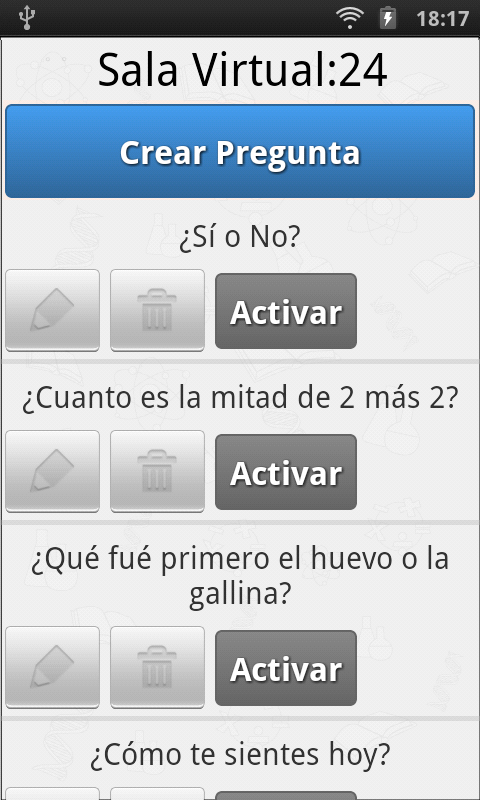 18:17
Sala Virtual:24
Crear Pregunta
¿Sí o No?
Activar
¿Cuanto es la mitad de 2 más 2?
Activar
¿Qué fué primero el huevo o la
gallina?
Activar
¿Cómo te sientes hoy?